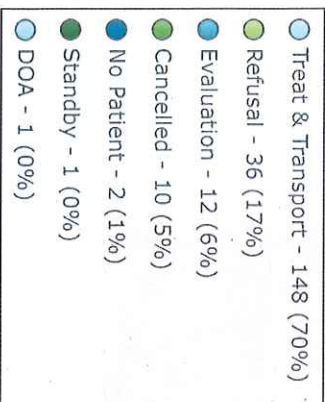 Treat & Transport - 148 (70%)
Refusal - 36 (17%)
Evaluation - 12 (6%)
Cancelled - 10 (5%)
No Patient - 2 (1%)
Standby - 1 (0%)
DOA - 1 (0%)